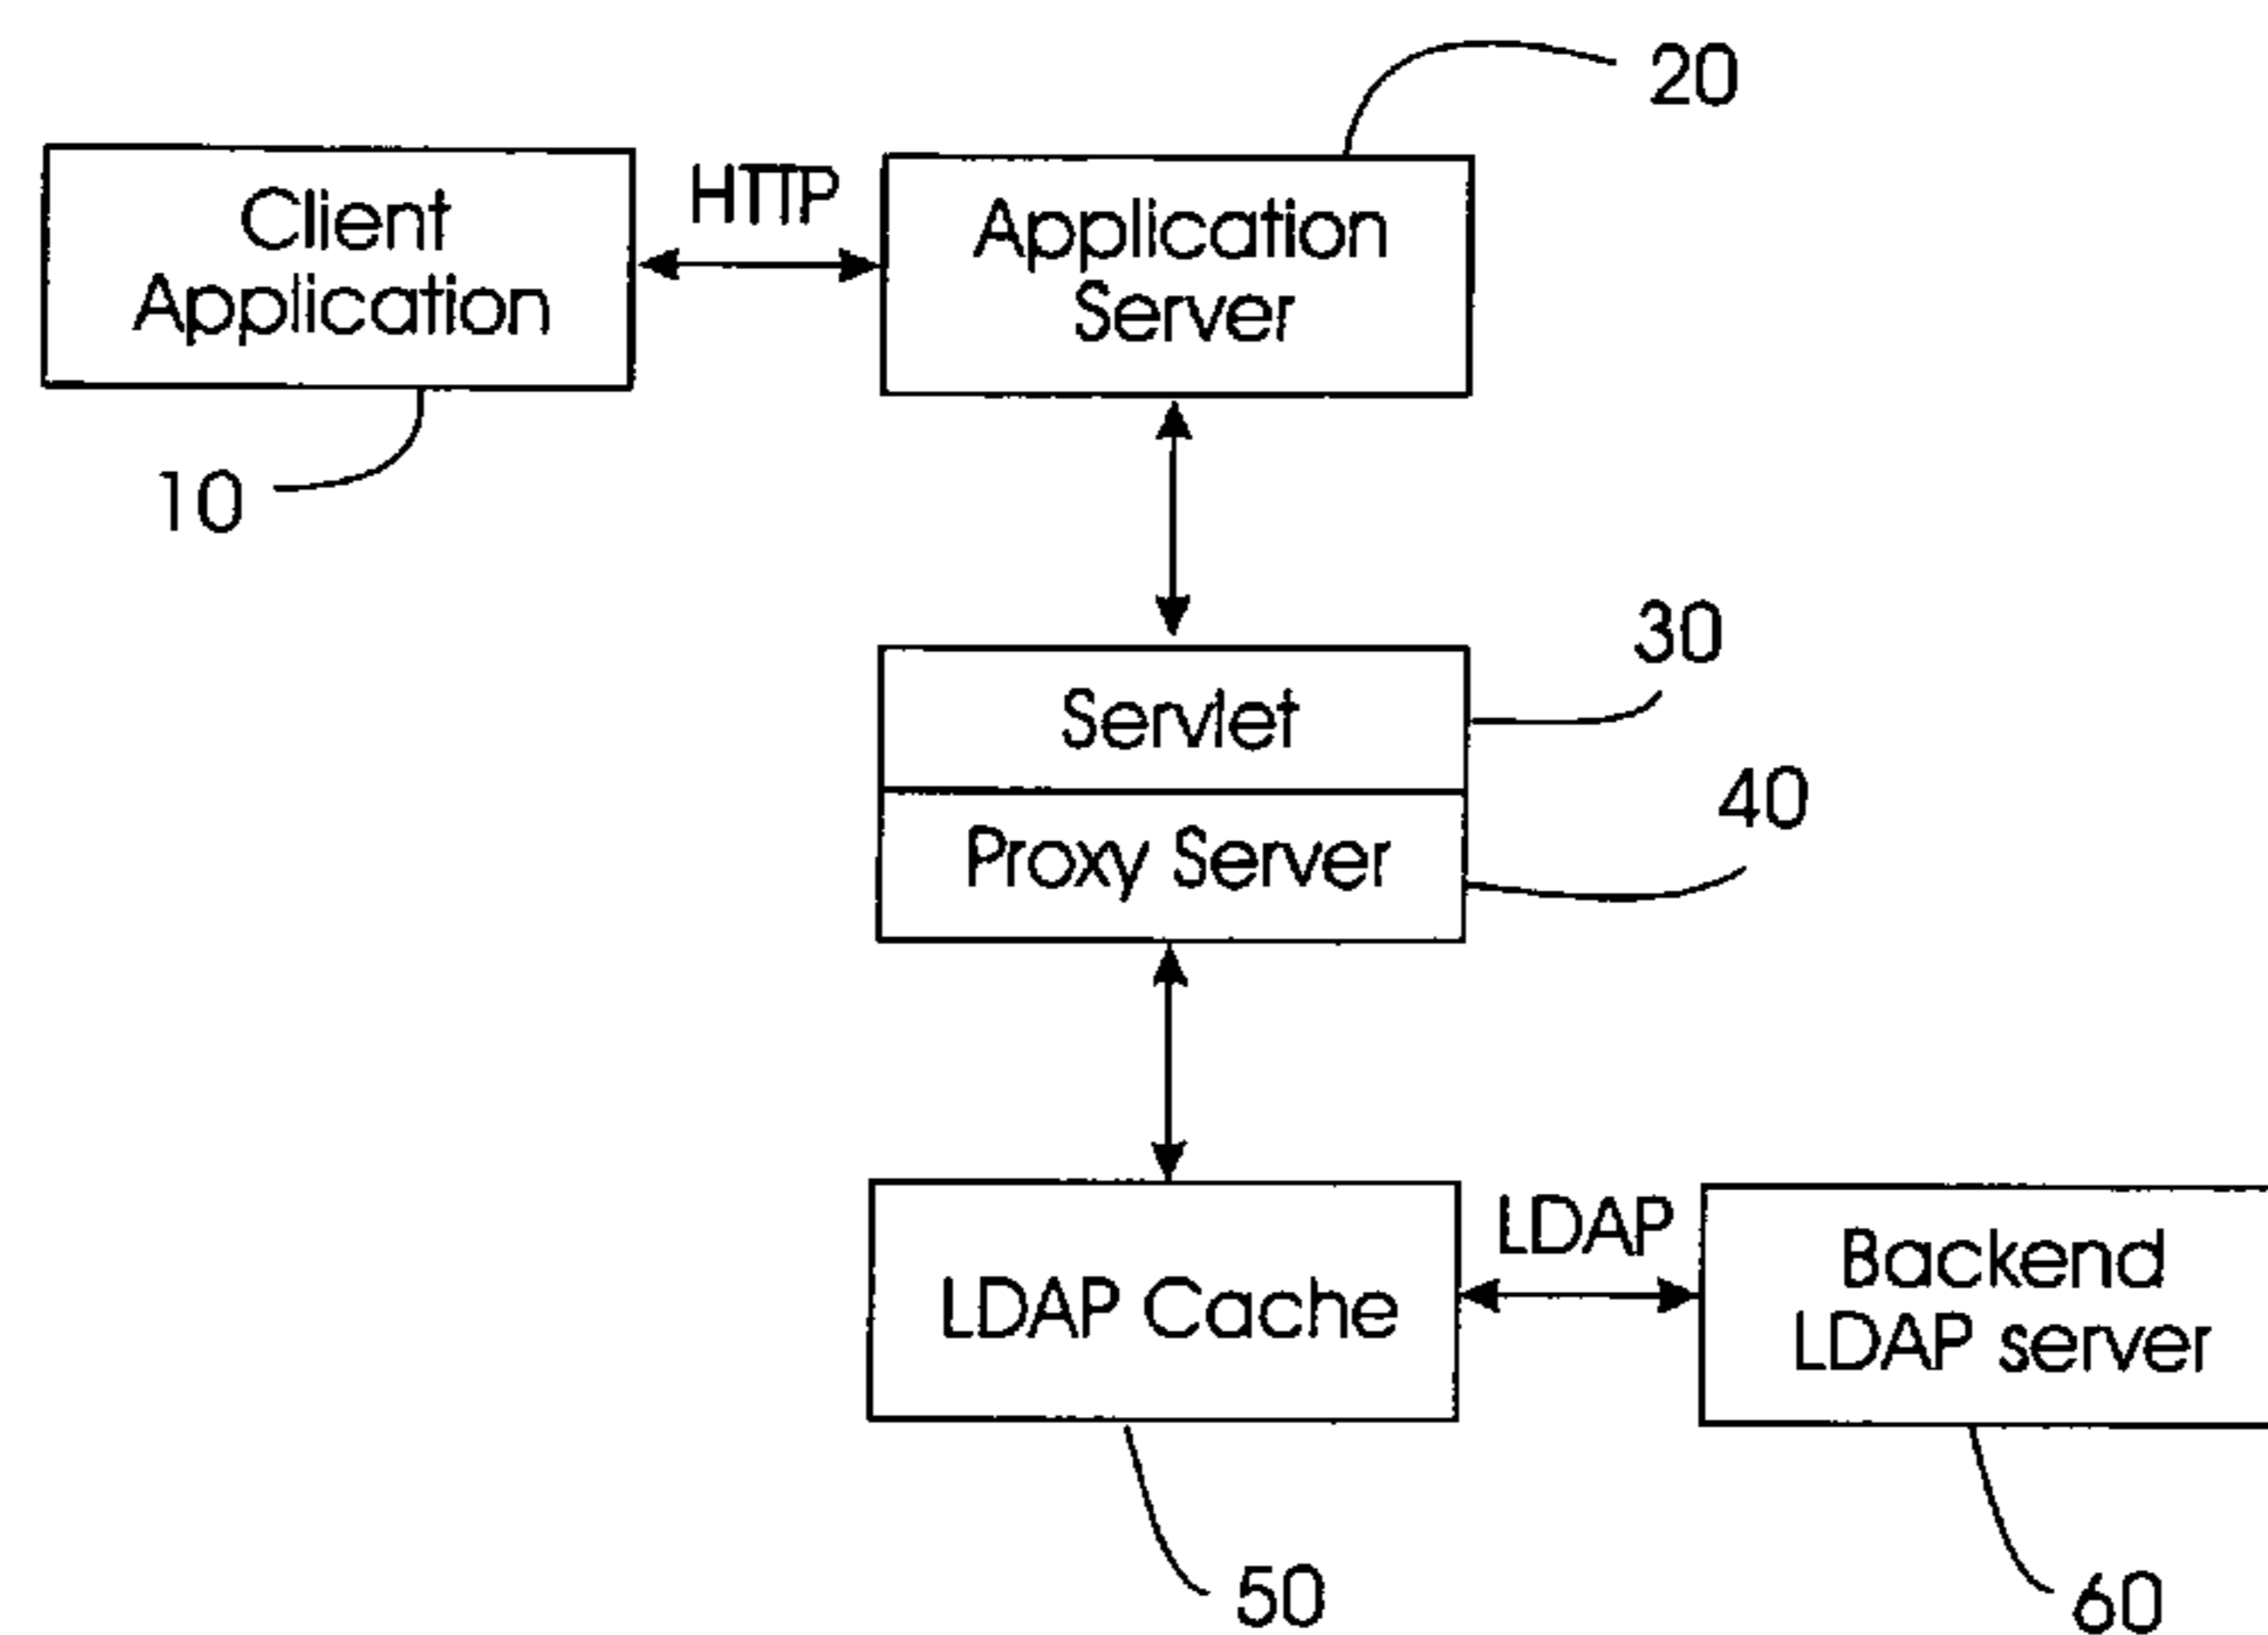 20
Client
Application
HTTP
Application
Server
10
30
Servlet
40
Proxy Server
LDAP Cache
LDAP
Backend
LDAP server
50
60